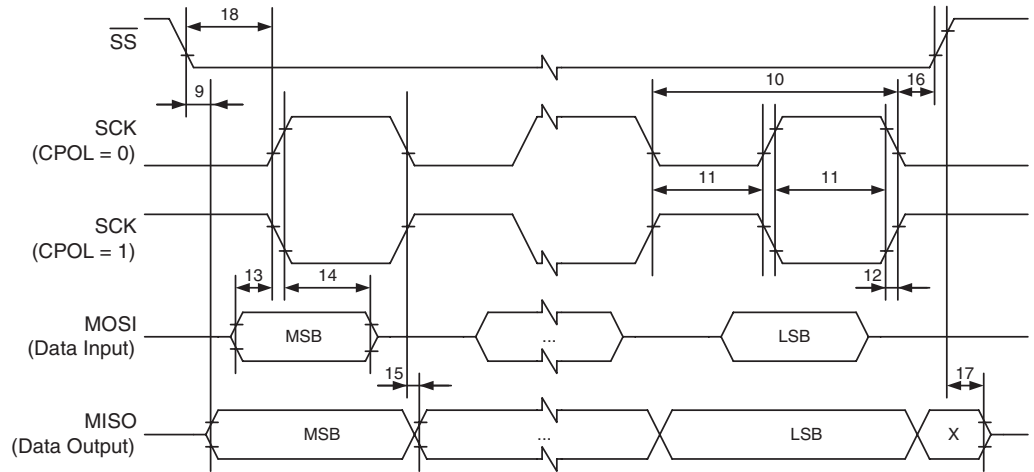 18
SS
10
16
9
SCK
(CPOL = 0)
11
11
SCK
(CPOL = 1)
13
14
12
MOSI
(Data Input)
MSB
...
LSB
15
17
MISO
(Data Output)
MSB
...
LSB
X